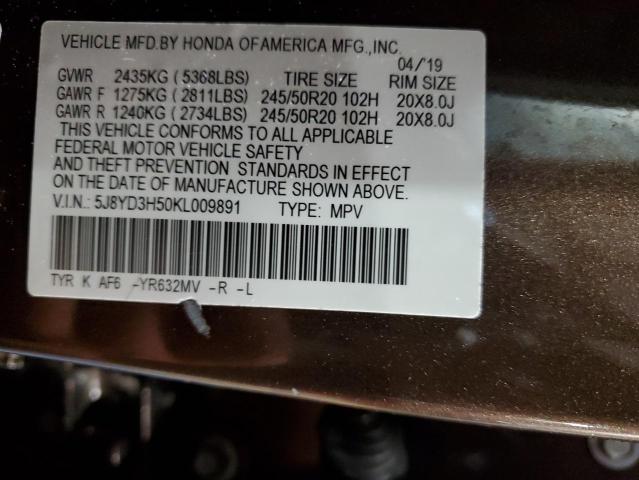 VEHICLE MFD.BY HONDA OF AMERICA MFG.,INC.
04/'19
GVWR 2435KG (5368LBS) TIRE SIZE RIM SIZE
GAWR F 1275KG (2811LBS) 245/50R20 102H 20X8.0J
GAWR R 1240KG (2734LBS) 245/50R20 102H 20X8.0J
THIS VEHICLE CONFORMS TO ALL APPLICABLE
FEDERAL MOTOR VEHICLE SAFETY
AND THEFT PREVENTION STANDARDS IN EFFECT
ON THE DATE OF MANUFACTURE SHOWN ABOVE.
V.I.N.: 5J8YD3H50KL009891 TYPE: MPV
TYR K AF6 -YR632MV -R -L